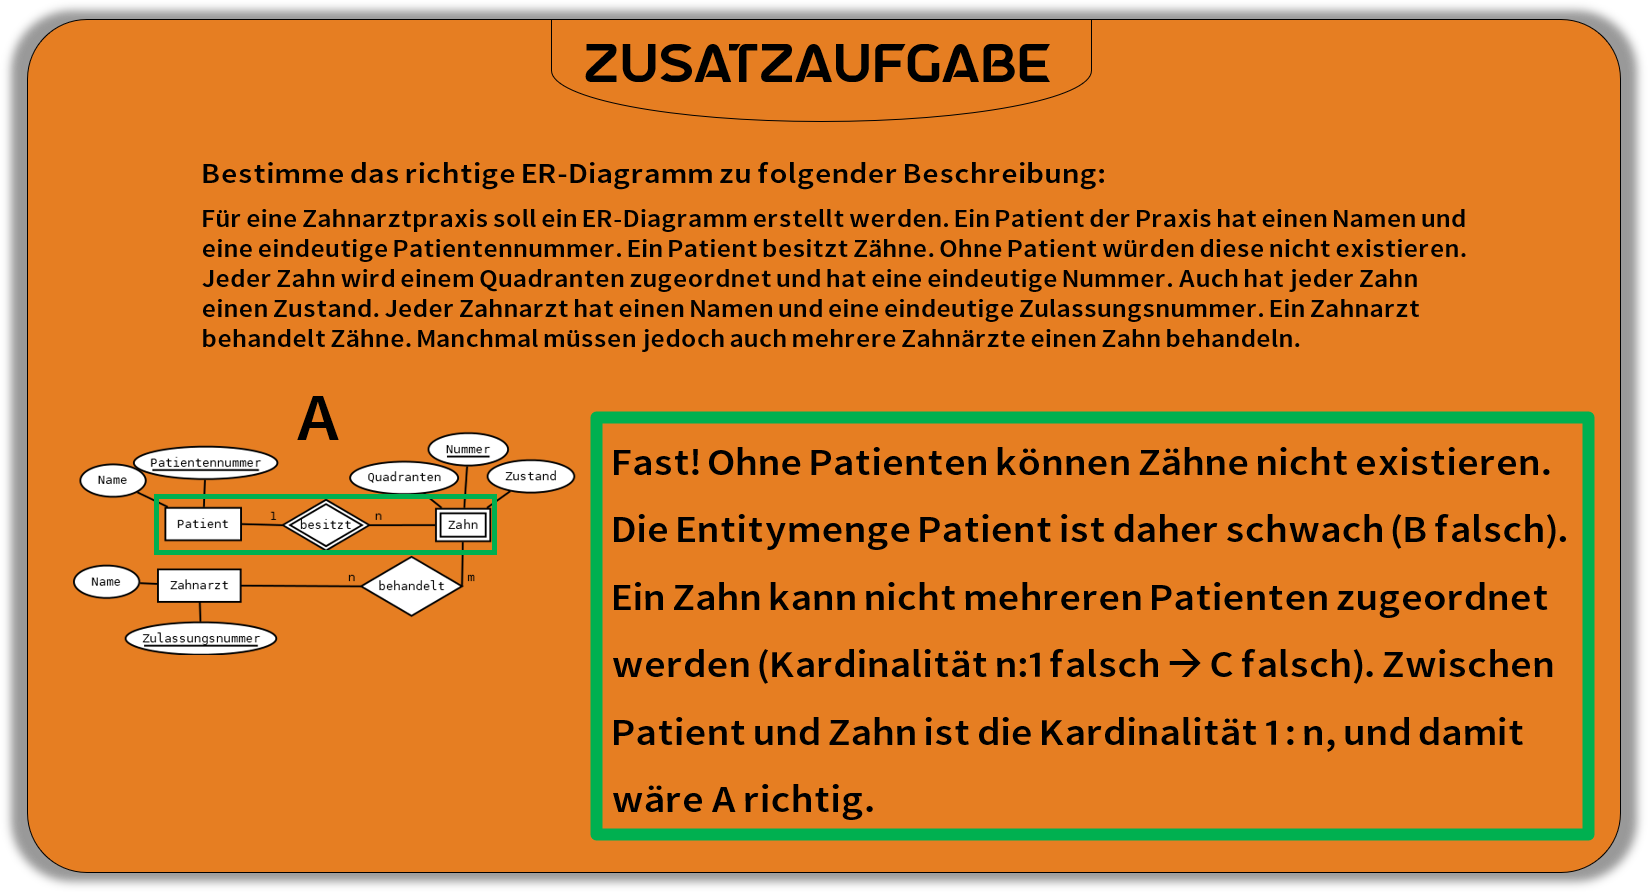 ZUSATZAUFGABE
Bestimme das richtige ER-Diagramm zu folgender Beschreibung:
Für eine Zahnarztpraxis soll ein ER-Diagramm erstellt werden. Ein Patient der Praxis hat einen Namen und
eine eindeutige Patientennummer. Ein Patient besitzt Zähne. Ohne Patient würden diese nicht existieren.
Jeder Zahn wird einem Quadranten zugeordnet und hat eine eindeutige Nummer. Auch hat jeder Zahn
einen Zustand. Jeder Zahnarzt hat einen Namen und eine eindeutige Zulassungsnummer. Ein Zahnarzt
behandelt Zähne. Manchmal müssen jedoch auch mehrere Zahnärzte einen Zahn behandeln.
A
Nummer
Patientennummer
Name
Quadranten
Zustand
1
n
Patient
besitzt
Zahn
n
m
Name
Zahnarzt
behandelt
Zulassungsnummer
Fast! Ohne Patienten können Zähne nicht existieren.
Die Entitymenge Patient ist daher schwach (B falsch).
Ein Zahn kann nicht mehreren Patienten zugeordnet
werden (Kardinalität n:1 falsch → C falsch). Zwischen
Patient und Zahn ist die Kardinalität 1 : n, und damit
wäre A richtig.